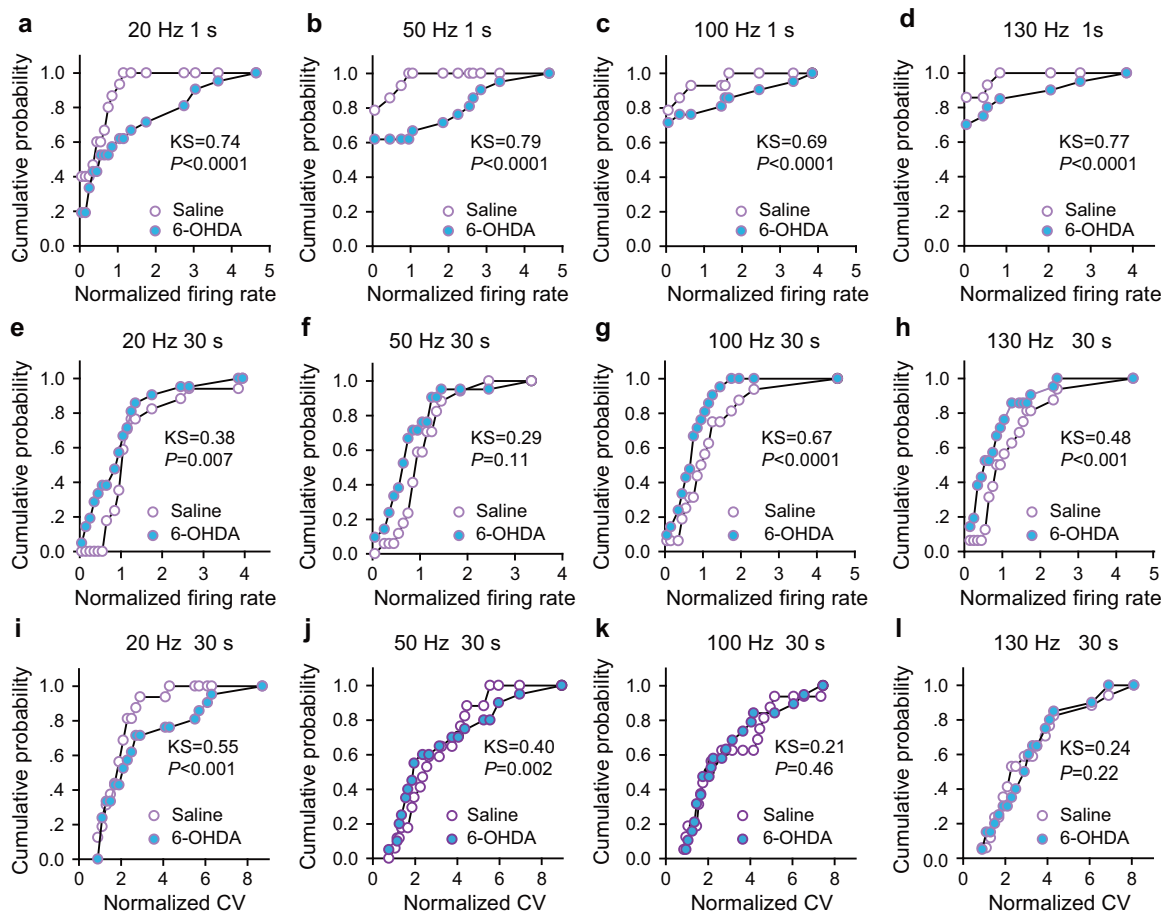 a
20 Hz 1 s
Cumulative probability
1.0
.8
.6
.4
.2
0.0
KS=0.74
P<0.0001
Saline
6-OHDA
0 1 2 3 4 5
Normalized firing rate
b
50 Hz 1 s
Cumulative probability
1.0
0.8
0.6
0.4
0.2
0.0
KS=0.79
P<0.0001
Saline
6-OHDA
0 1 2 3 4 5
Normalized firing rate
c
100 Hz 1 s
Cumulative probability
1.0
0.8
0.6
0.4
0.2
0.0
KS=0.69
P<0.0001
Saline
6-OHDA
0 1 2 3 4 5
Normalized firing rate
d
130 Hz 1s
Cumulative probability
1.0
.8
.6
.4
.2
0.0
KS=0.77
P<0.0001
Saline
6-OHDA
0 1 2 3 4
Normalized firing rate
e
20 Hz 30 s
Cumulative probability
1.0
.8
.6
.4
.2
0.0
KS=0.38
P=0.007
Saline
6-OHDA
0 1 2 3 4
Normalized firing rate
f
50 Hz 30 s
Cumulative probability
1.0
.8
.6
.4
.2
0.0
KS=0.29
P=0.11
Saline
6-OHDA
0 1 2 3 4
Normalized firing rate
g
100 Hz 30 s
Cumulative probability
1.0
.8
.6
.4
.2
0.0
KS=0.67
P<0.0001
Saline
6-OHDA
0 1 2 3 4 5
Normalized firing rate
h
130 Hz 30 s
Cumulative probability
1.0
.8
.6
.4
.2
0.0
KS=0.48
P<0.001
Saline
6-OHDA
0 1 2 3 4 5
Normalized firing rate
i
20 Hz 30 s
Cumulative probability
1.0
.8
.6
.4
.2
0.0
KS=0.55
P<0.001
Saline
6-OHDA
0 2 4 6 8
Normalized CV
j
50 Hz 30 s
Cumulative probability
1.0
0.8
0.6
0.4
0.2
0.0
KS=0.40
P=0.002
Saline
6-OHDA
0 2 4 6 8
Normalized CV
k
100 Hz 30 s
Cumulative probability
1.0
0.8
0.6
0.4
0.2
0.0
KS=0.21
P=0.46
Saline
6-OHDA
0 2 4 6 8
Normalized CV
l
130 Hz 30 s
Cumulative probability
1.0
.8
.6
.4
.2
0.0
KS=0.24
P=0.22
Saline
6-OHDA
0 2 4 6 8
Normalized CV